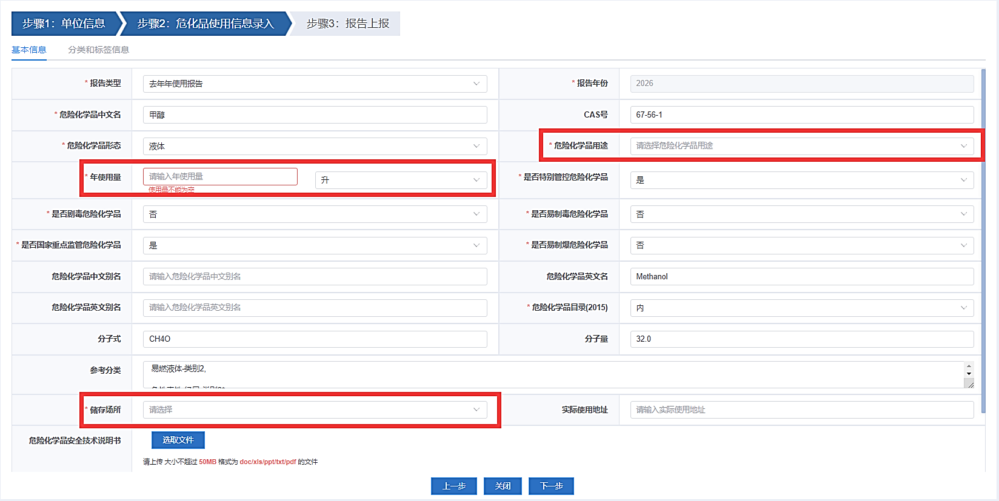 步骤1：单位信息
步骤2：危化品使用信息录入
步骤3：报告上报
基本信息
分类和标签信息
* 报告类型
去年年使用报告
* 报告年份
2026
* 危险化学品中文名
甲醇
CAS号
67-56-1
* 危险化学品形态
液体
* 危险化学品用途
请选择危险化学品用途
* 年使用量
请输入年使用量
升
使用量不能为空
* 是否特别管控危险化学品
是
* 是否剧毒危险化学品
否
* 是否易制毒危险化学品
否
* 是否国家重点监管危险化学品
是
* 是否易制爆危险化学品
否
危险化学品中文别名
请输入危险化学品中文别名
危险化学品英文名
Methanol
危险化学品英文别名
请输入危险化学品英文别名
* 危险化学品目录(2015)
内
分子式
CH4O
分子量
32.0
参考分类
易燃液体-类别2,
* 储存场所
请选择
实际使用地址
请输入实际使用地址
危险化学品安全技术说明书
选取文件
请上传 大小不超过 50MB 格式为 doc/xls/ppt/txt/pdf 的文件
上一步
关闭
下一步